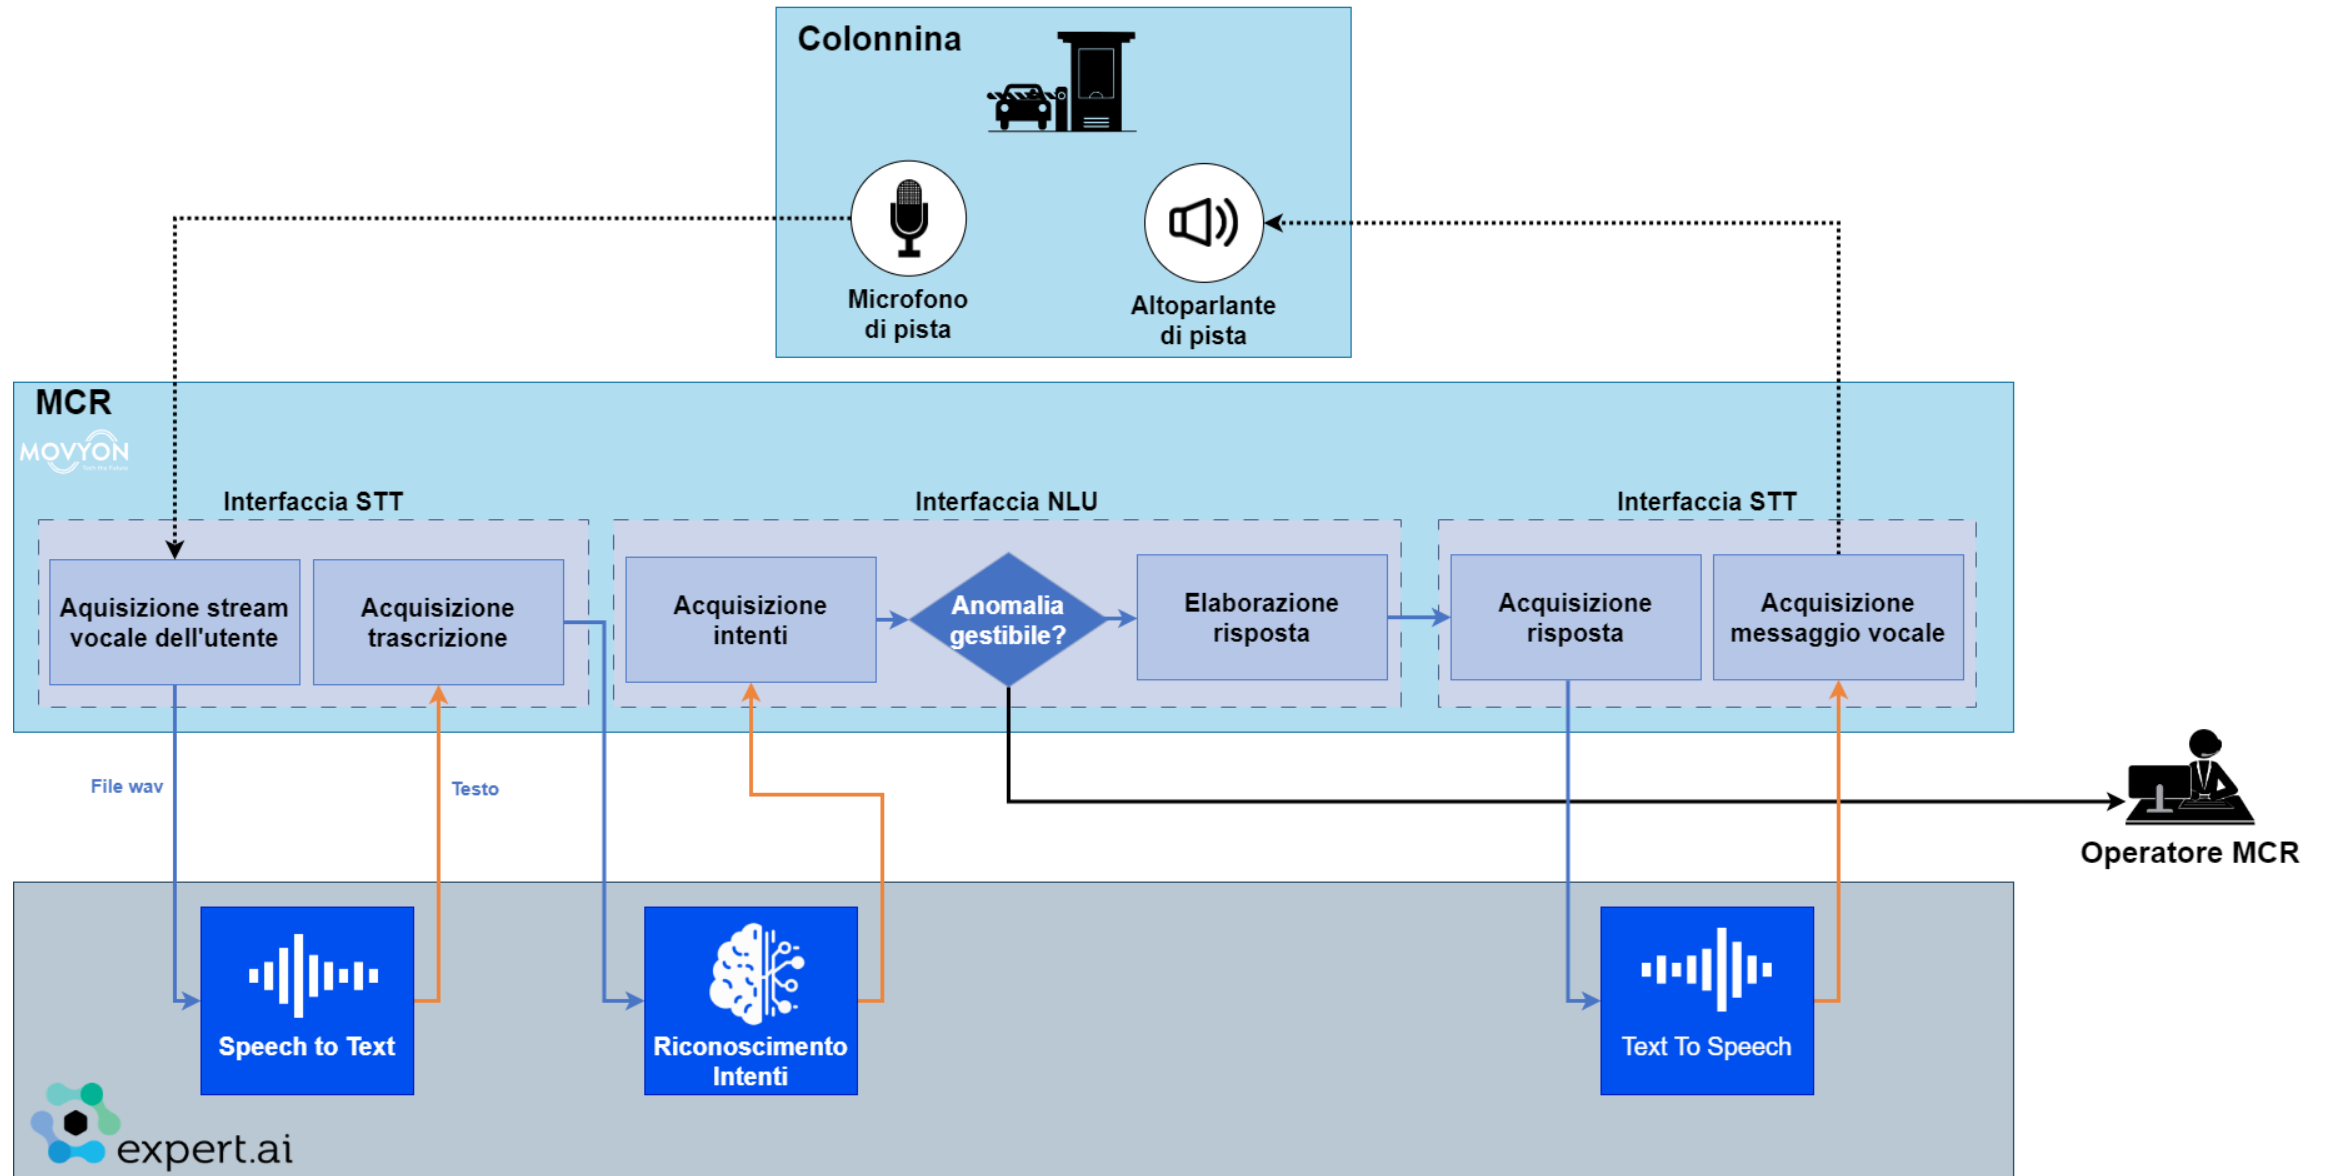 Colonnina
Microfono
di pista
Altoparlante
di pista
MCR
MOVYON
Interfaccia STT
Interfaccia NLU
Interfaccia STT
Aquisizione stream
vocale dell'utente
Acquisizione
trascrizione
Acquisizione
intenti
Anomalia
gestibile?
Elaborazione
risposta
Acquisizione
risposta
Acquisizione
messaggio vocale
File wav
Testo
Operatore MCR
Speech to Text
Riconoscimento
Intenti
Text To Speech
expert.ai